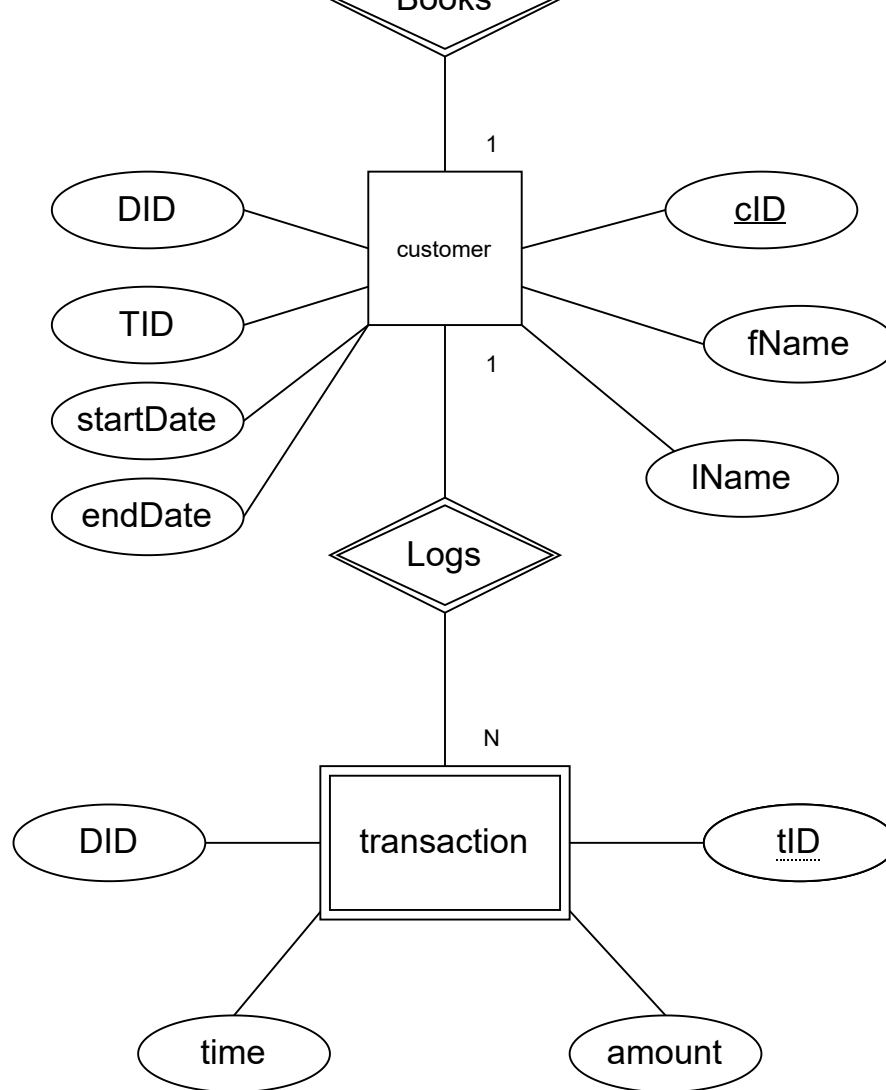 Books
1
DID
cID
customer
TID
fName
1
startDate
lName
endDate
Logs
N
DID
transaction
tID
time
amount